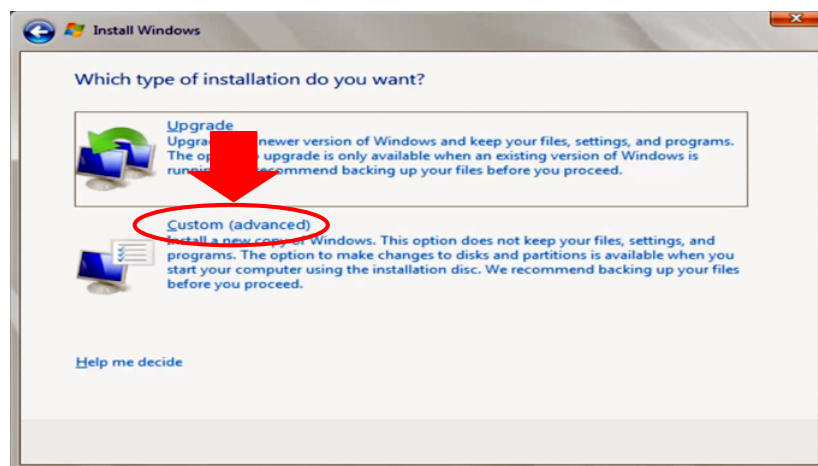 Install Windows
Which type of installation do you want?
Upgrade
Upgra newer version of Windows and keep your files, settings, and programs.
The op upgrade is only available when an existing version of Windows is
runn commend backing up your files before you proceed.
Custom (advanced)
Install a new copy of Windows. This option does not keep your files, settings, and
programs. The option to make changes to disks and partitions is available when you
start your computer using the installation disc. We recommend backing up your files
before you proceed.
Help me decide